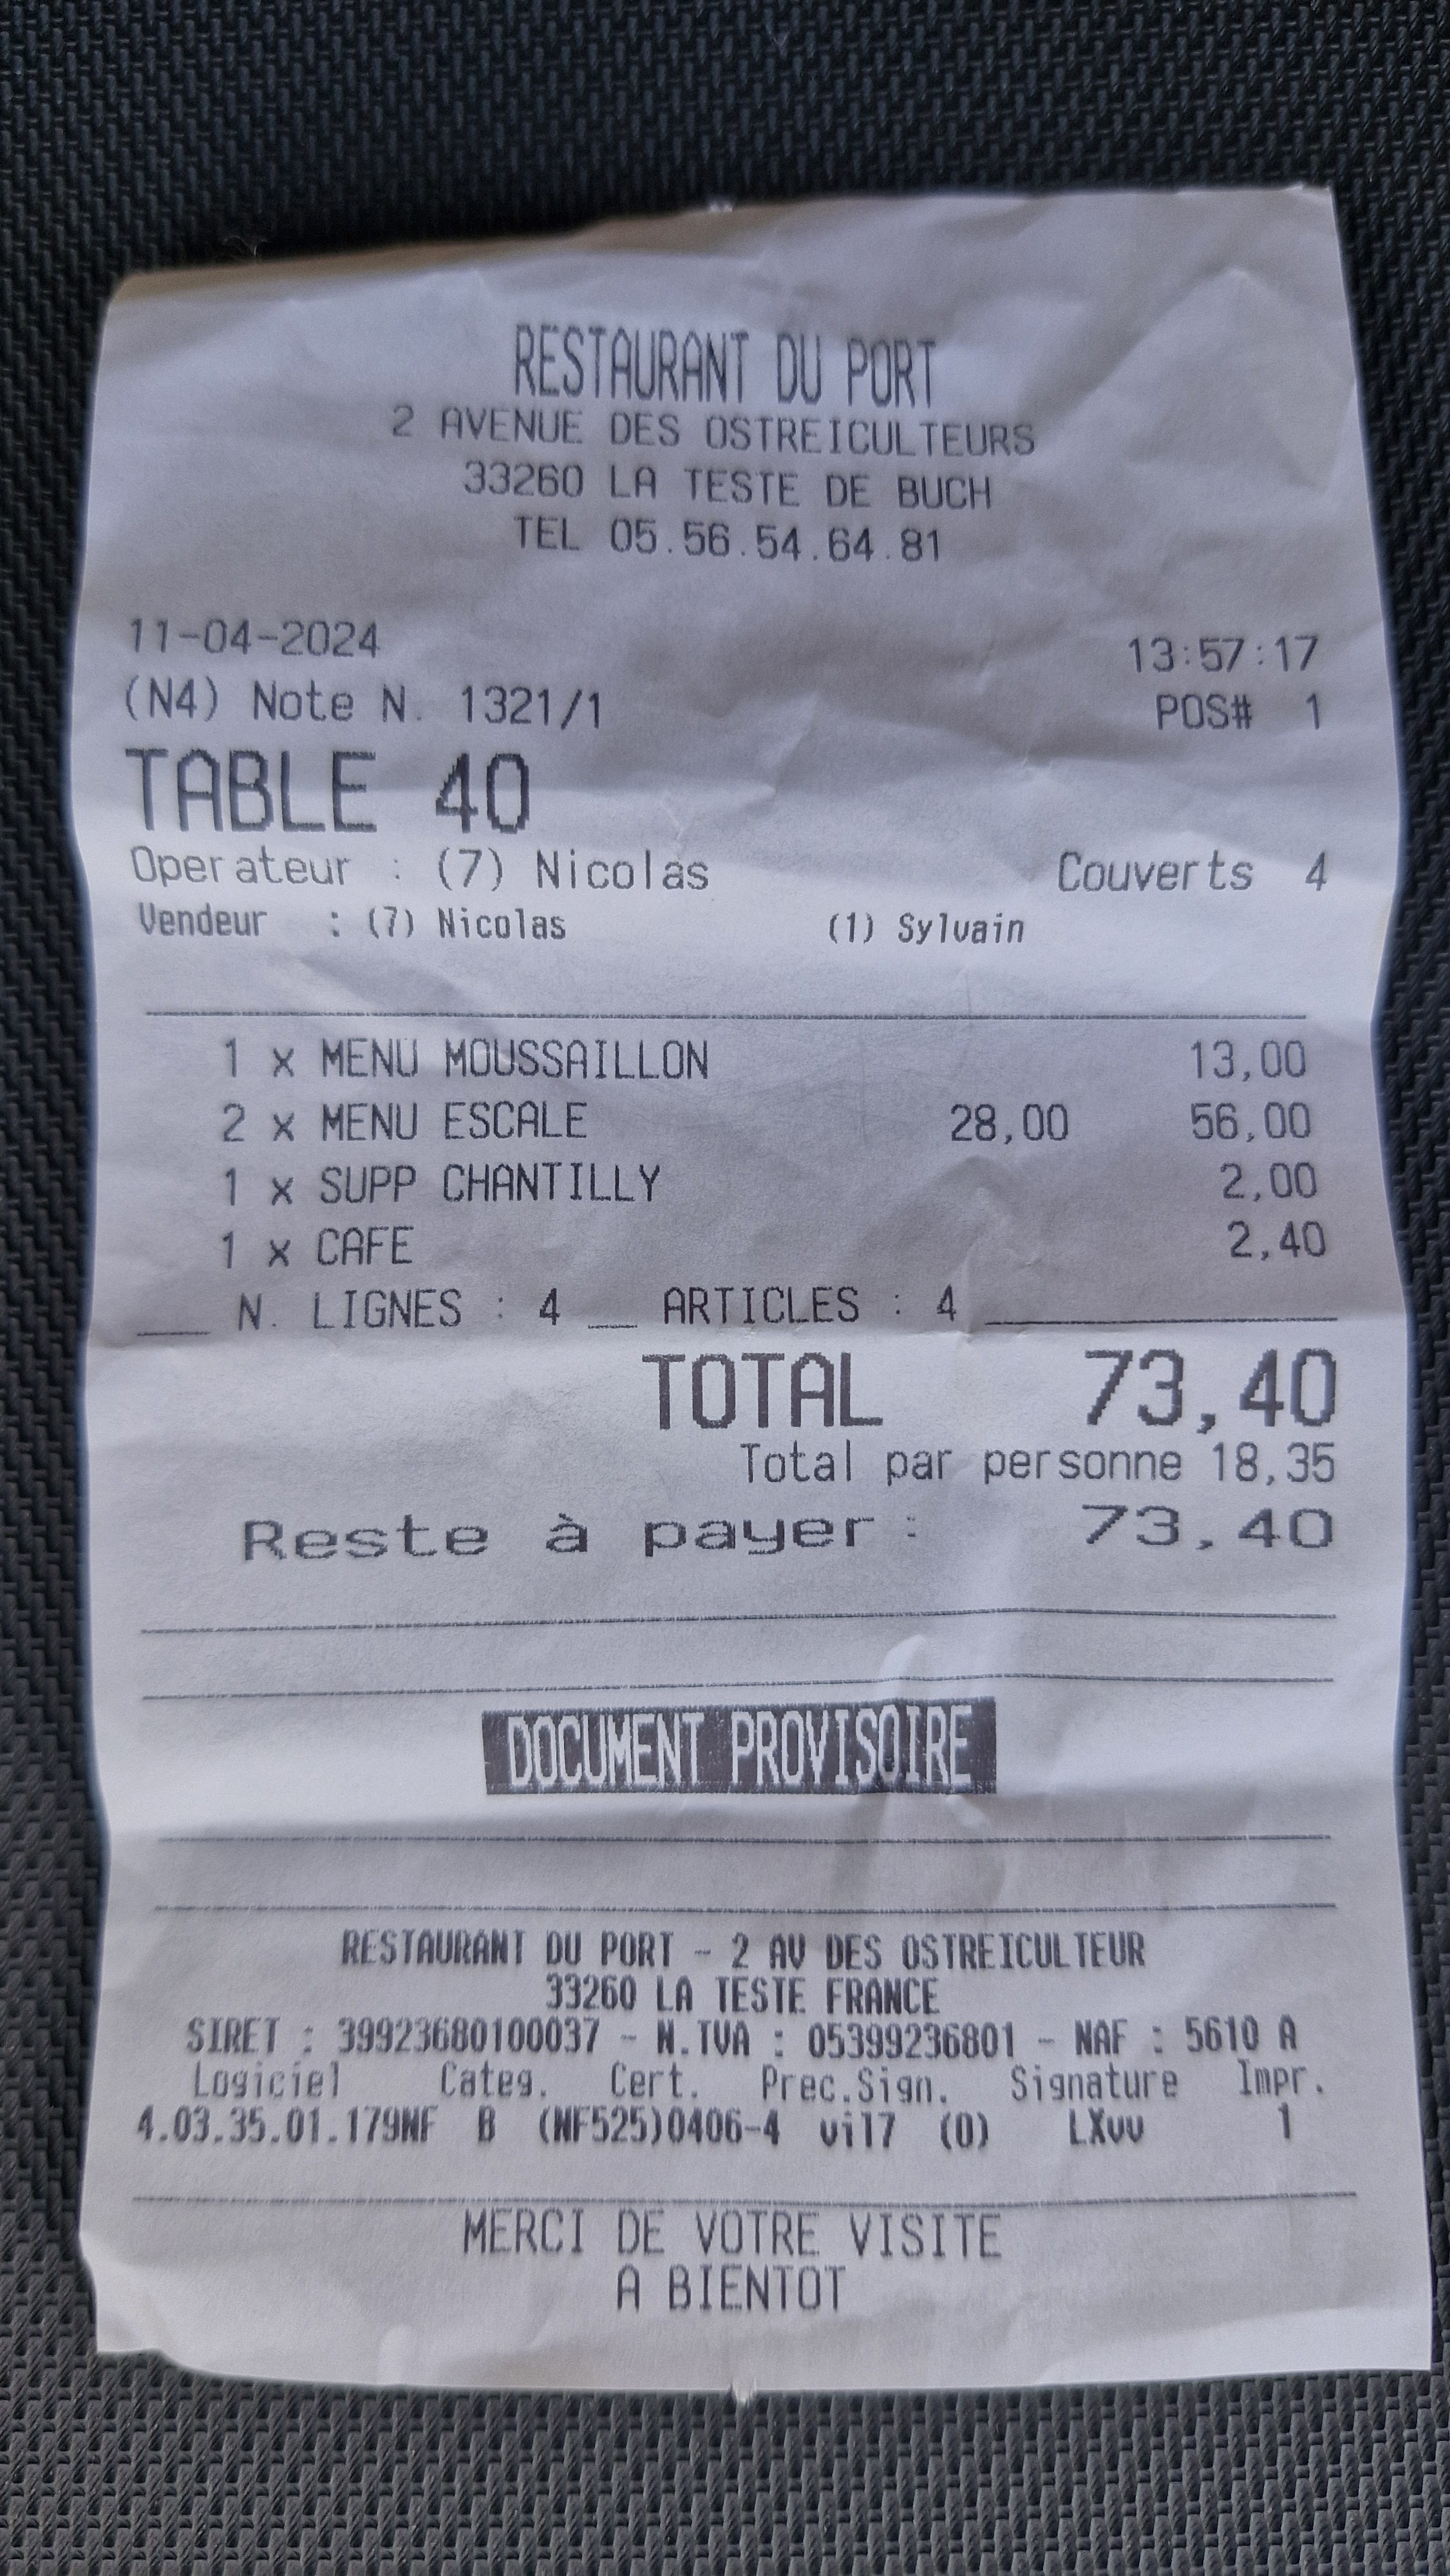 RESTAURANT DU PORT
2 AVENUE DES OSTREICULTEURS
33260 LA TESTE DE BUCH
TEL 05.56.54.64.81
11-04-2024 13:57:17
(N4) Note N. 1321/1 POS# 1
TABLE 40
Operateur : (7) Nicolas Couverts 4
Vendeur : (7) Nicolas (1) Sylvain
1 x MENU MOUSSAILLON 13,00
2 x MENU ESCALE 28,00 56,00
1 x SUPP CHANTILLY 2,00
1 x CAFE 2,40
N. LIGNES : 4 __ ARTICLES : 4
TOTAL 73,40
Total par personne 18,35
Reste à payer : 73,40
DOCUMENT PROVISOIRE
RESTAURANT DU PORT - 2 AV DES OSTREICULTEUR
33260 LA TESTE FRANCE
SIRET : 39923680100037 - N.TVA : 05399236801 - NAF : 5610 A
Logiciel Categ. Cert. Prec.Sign. Signature Impr.
4.03.35.01.179NF B (NF525)0406-4 vil7 (0) LXvv 1
MERCI DE VOTRE VISITE
A BIENTOT